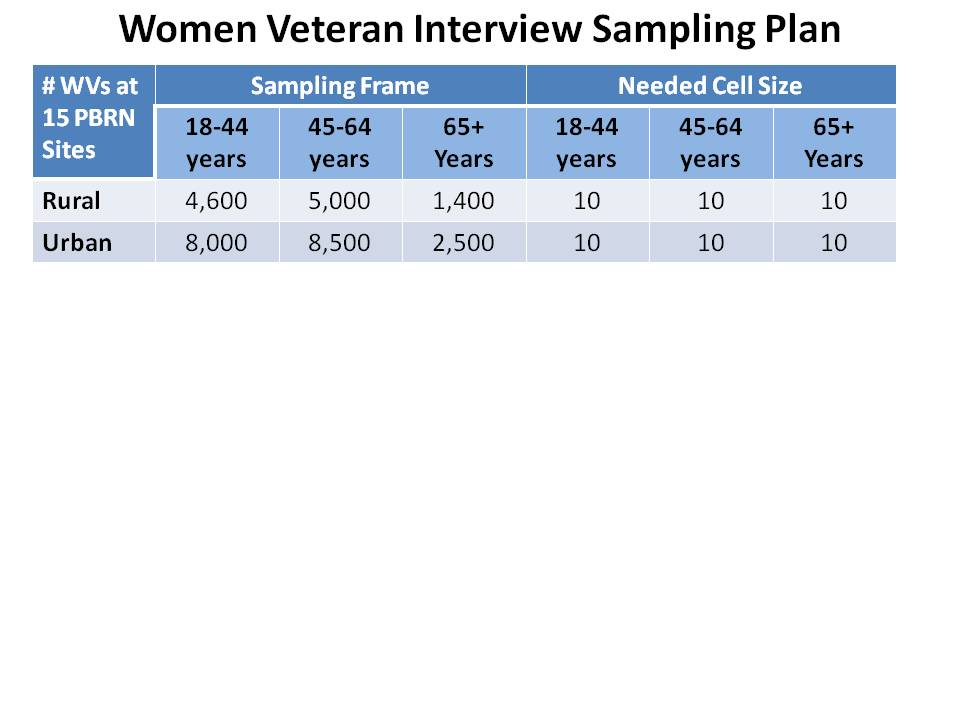 Women Veteran Interview Sampling Plan
# WVs at 15 PBRN Sites Sampling Frame Needed Cell Size
18-44 years 45-64 years 65+ Years 18-44 years 45-64 years 65+ Years
Rural 4,600 5,000 1,400 10 10 10
Urban 8,000 8,500 2,500 10 10 10